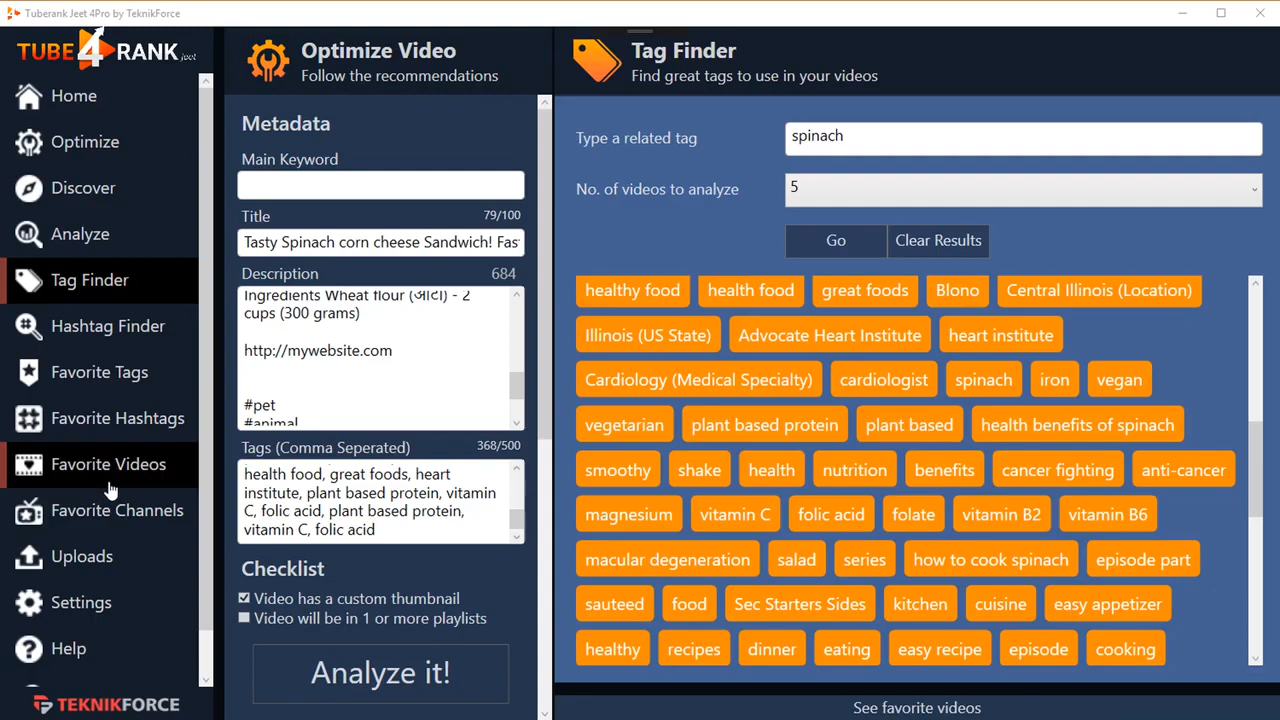 Tuberank Jeet 4Pro by TeknikForce
TUBE 4 RANK jeet
Home
Optimize
Discover
Analyze
Tag Finder
Hashtag Finder
Favorite Tags
Favorite Hashtags
Favorite Videos
Favorite Channels
Uploads
Settings
Help
TEKNIKFORCE
Optimize Video
Follow the recommendations
Metadata
Main Keyword
Title 79/100
Tasty Spinach corn cheese Sandwich! Fas
Description 684
Ingredients Wheat flour (आटा) - 2
cups (300 grams)
http://mywebsite.com
#pet
#animal
Tags (Comma Seperated) 368/500
health food, great foods, heart
institute, plant based protein, vitamin
C, folic acid, plant based protein,
vitamin C, folic acid
Checklist
Video has a custom thumbnail
Video will be in 1 or more playlists
Analyze it!
Tag Finder
Find great tags to use in your videos
Type a related tag spinach
No. of videos to analyze 5
Go Clear Results
healthy food health food great foods Blono Central Illinois (Location)
Illinois (US State) Advocate Heart Institute heart institute
Cardiology (Medical Specialty) cardiologist spinach iron vegan
vegetarian plant based protein plant based health benefits of spinach
smoothy shake health nutrition benefits cancer fighting anti-cancer
magnesium vitamin C folic acid folate vitamin B2 vitamin B6
macular degeneration salad series how to cook spinach episode part
sauteed food Sec Starters Sides kitchen cuisine easy appetizer
healthy recipes dinner eating easy recipe episode cooking
See favorite videos